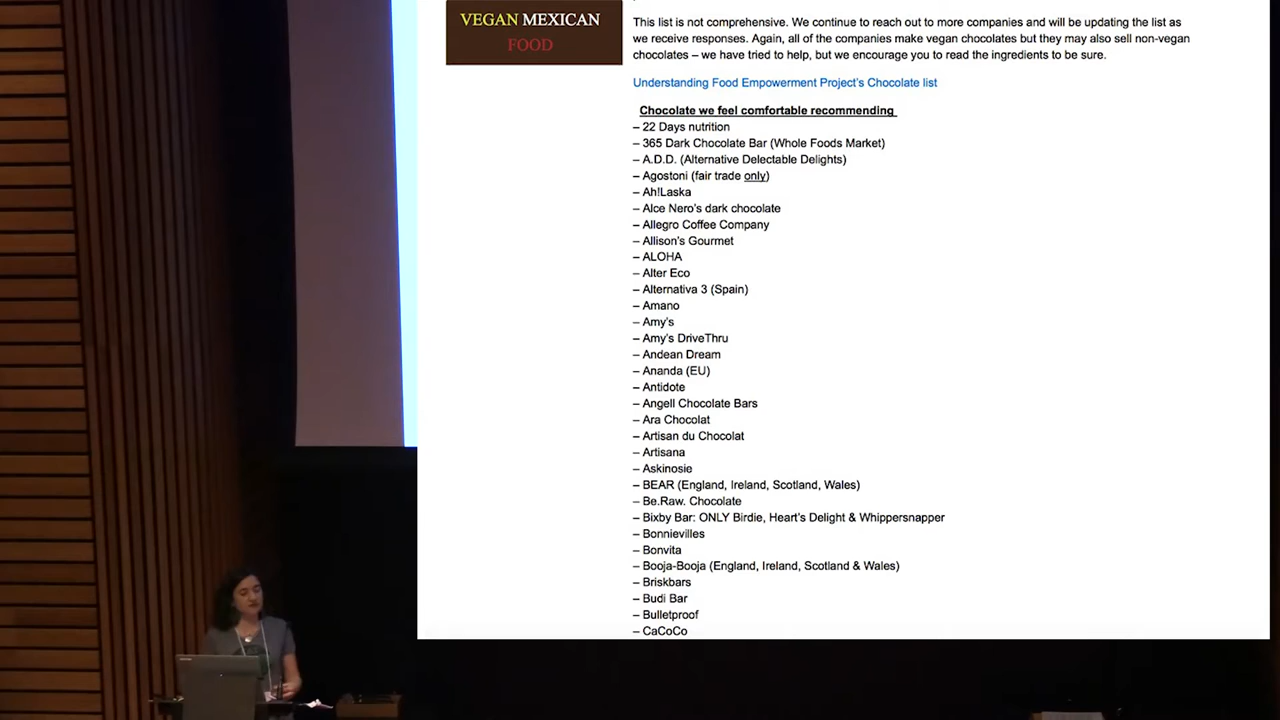 VEGAN MEXICAN
FOOD
This list is not comprehensive. We continue to reach out to more companies and will be updating the list as
we receive responses. Again, all of the companies make vegan chocolates but they may also sell non-vegan
chocolates – we have tried to help, but we encourage you to read the ingredients to be sure.
Understanding Food Empowerment Project's Chocolate list
Chocolate we feel comfortable recommending
– 22 Days nutrition
– 365 Dark Chocolate Bar (Whole Foods Market)
– A.D.D. (Alternative Delectable Delights)
– Agostoni (fair trade only)
– Ah!Laska
– Alce Nero's dark chocolate
– Allegro Coffee Company
– Allison's Gourmet
– ALOHA
– Alter Eco
– Alternativa 3 (Spain)
– Amano
– Amy's
– Amy's DriveThru
– Andean Dream
– Ananda (EU)
– Antidote
– Angell Chocolate Bars
– Ara Chocolat
– Artisan du Chocolat
– Artisana
– Askinosie
– BEAR (England, Ireland, Scotland, Wales)
– Be.Raw. Chocolate
– Bixby Bar: ONLY Birdie, Heart's Delight & Whippersnapper
– Bonnievilles
– Bonvita
– Booja-Booja (England, Ireland, Scotland & Wales)
– Briskbars
– Budi Bar
– Bulletproof
– CaCoCo